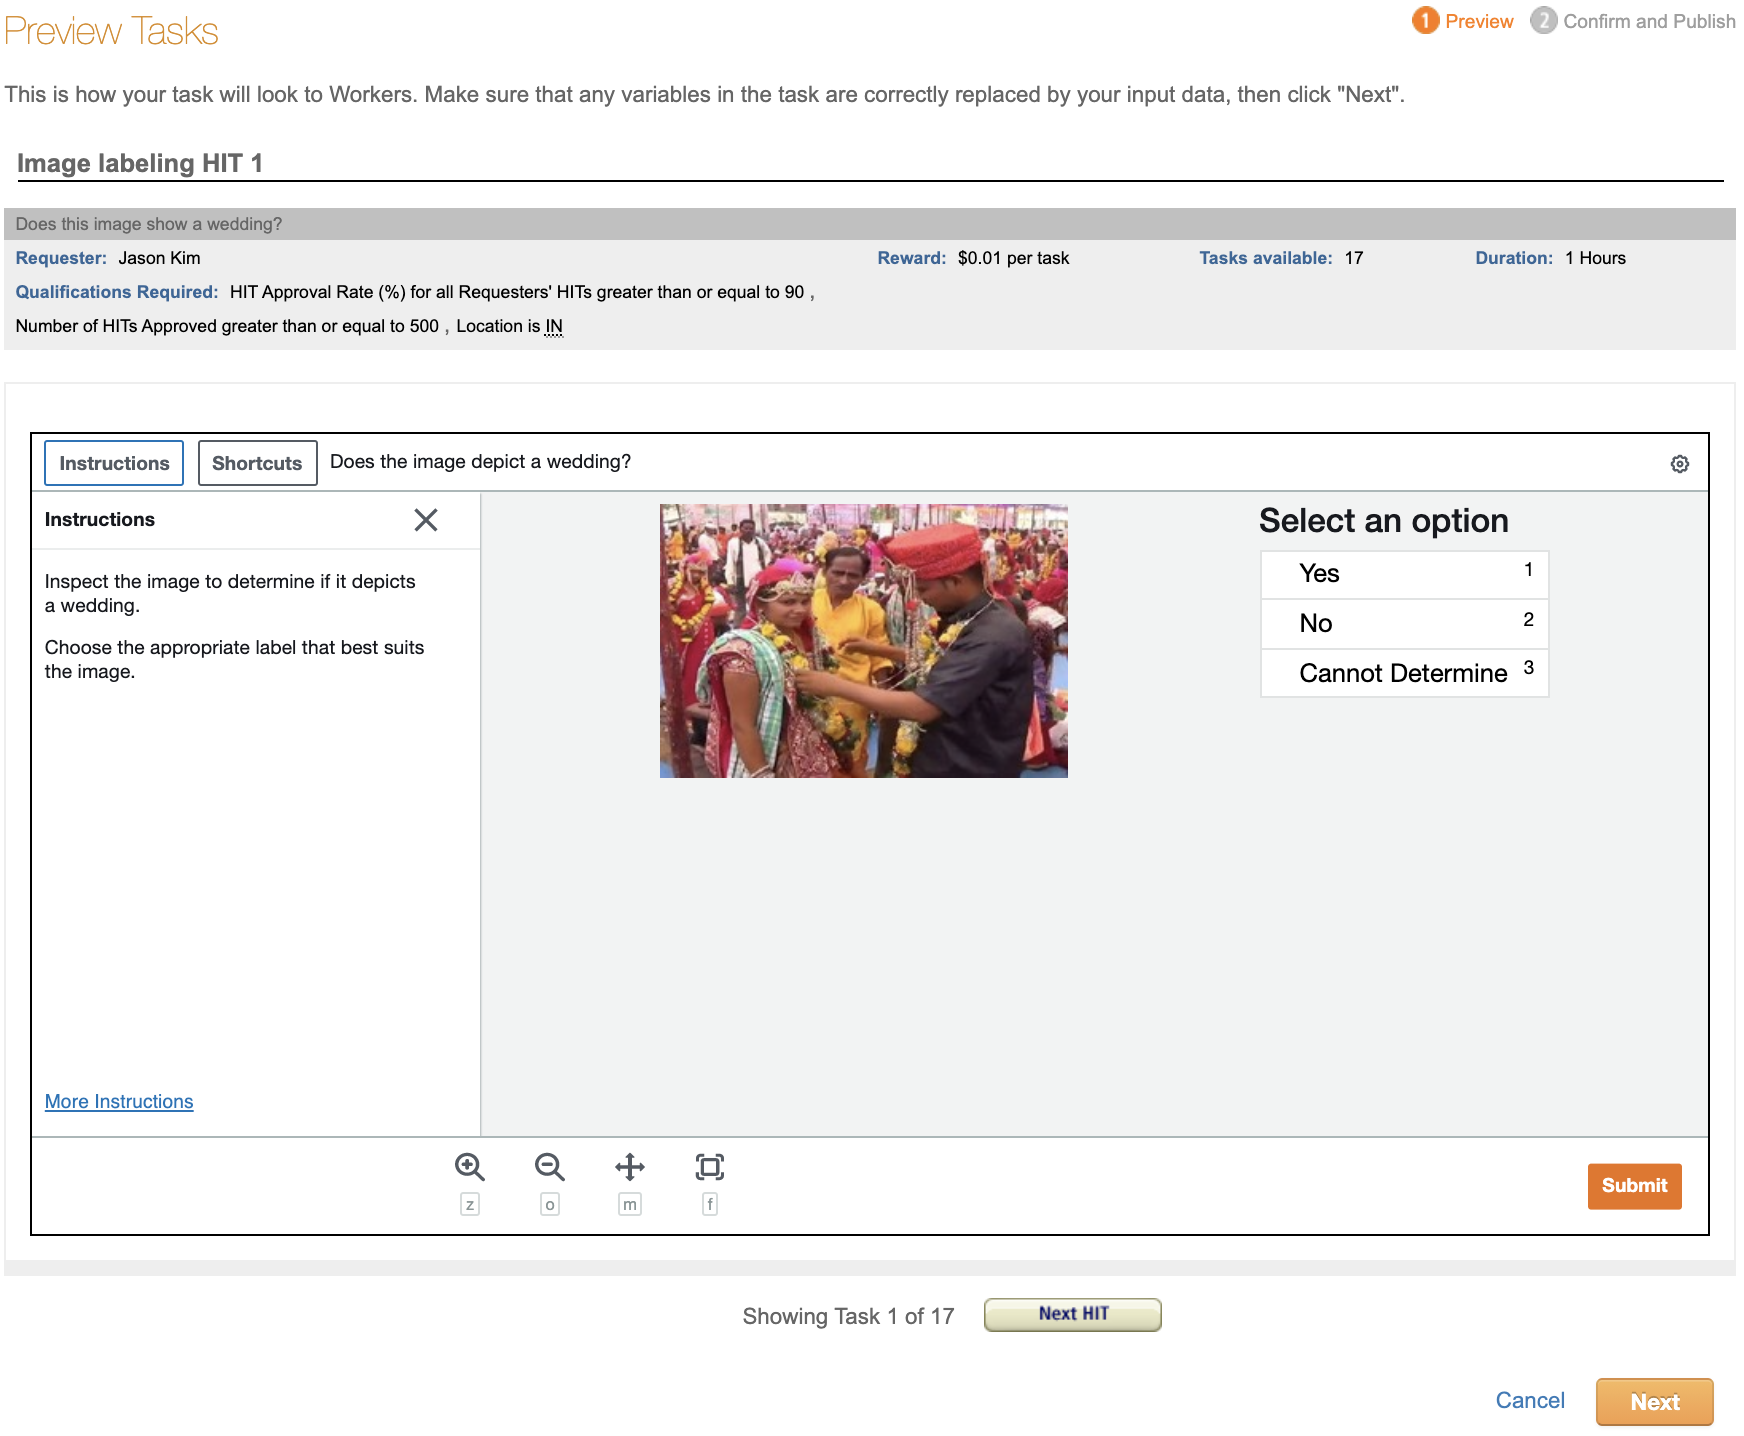 Preview Tasks
1 Preview 2 Confirm and Publish
This is how your task will look to Workers. Make sure that any variables in the task are correctly replaced by your input data, then click "Next".
Image labeling HIT 1
Does this image show a wedding?
Requester: Jason Kim Reward: $0.01 per task Tasks available: 17 Duration: 1 Hours
Qualifications Required: HIT Approval Rate (%) for all Requesters' HITs greater than or equal to 90 ,
Number of HITs Approved greater than or equal to 500 , Location is IN
Instructions Shortcuts Does the image depict a wedding?
Instructions
Select an option
Inspect the image to determine if it depicts
a wedding.
Choose the appropriate label that best suits
the image.
Yes 1
No 2
Cannot Determine 3
More Instructions
z o m f
Submit
Showing Task 1 of 17 Next HIT
Cancel Next